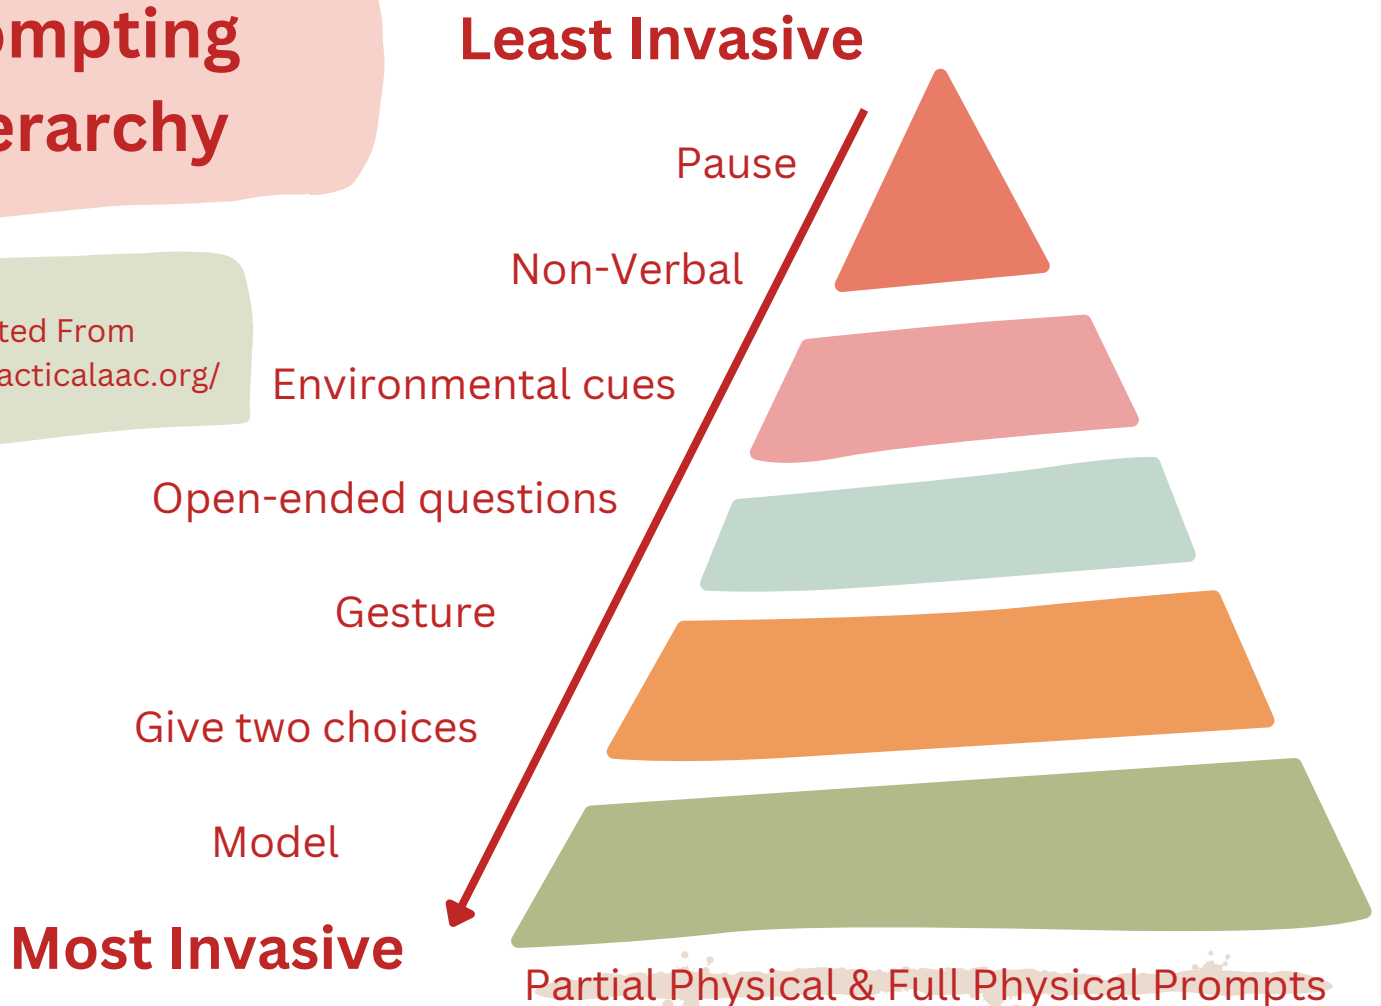 ompting
erarchy
Least Invasive
Pause
Non-Verbal
ted From
acticalaac.org/
Environmental cues
Open-ended questions
Gesture
Give two choices
Model
Most Invasive
Partial Physical & Full Physical Prompts